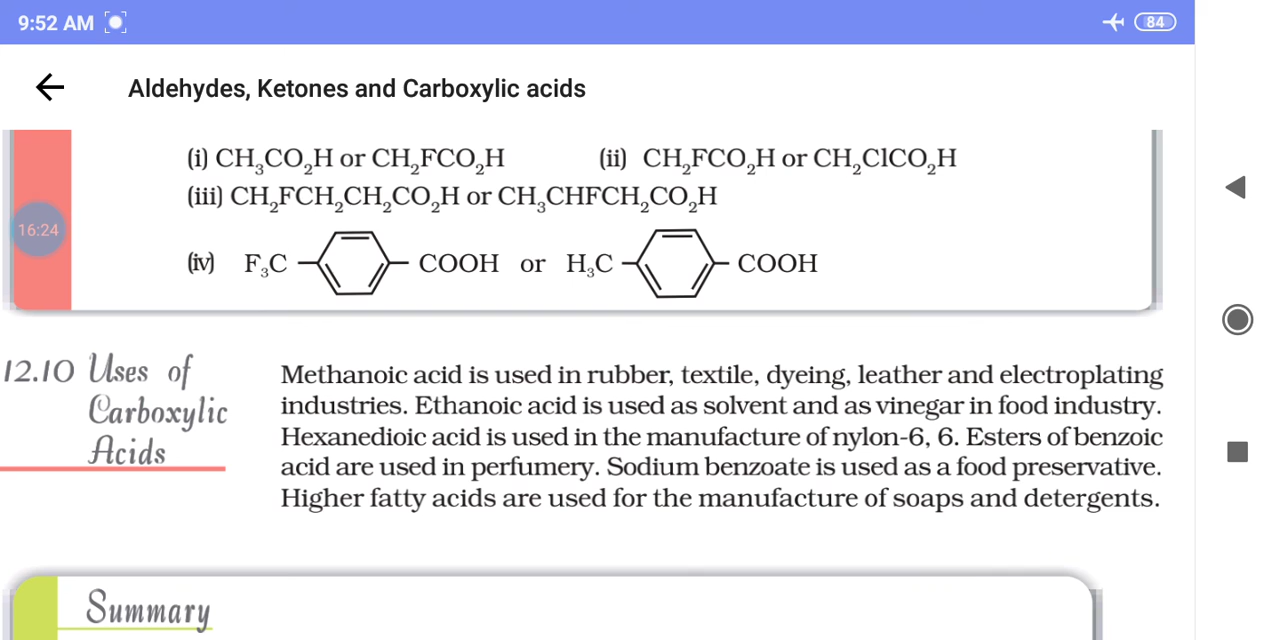 9:52 AM
84
Aldehydes, Ketones and Carboxylic acids
(i) CH₃CO₂H or CH₂FCO₂H (ii) CH₂FCO₂H or CH₂ClCO₂H
(iii) CH₂FCH₂CH₂CO₂H or CH₃CHFCH₂CO₂H
16:24
(iv) F₃C COOH or H₃C COOH
12.10 Uses of
Carboxylic
Acids
Methanoic acid is used in rubber, textile, dyeing, leather and electroplating
industries. Ethanoic acid is used as solvent and as vinegar in food industry.
Hexanedioic acid is used in the manufacture of nylon-6, 6. Esters of benzoic
acid are used in perfumery. Sodium benzoate is used as a food preservative.
Higher fatty acids are used for the manufacture of soaps and detergents.
Summary